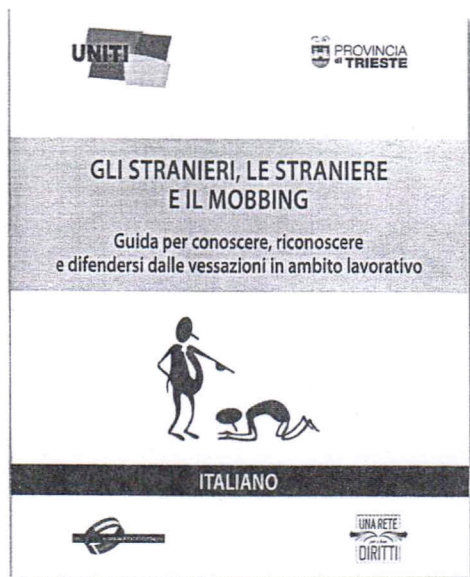 UNITI
PROVINCIA
di TRIESTE
GLI STRANIERI, LE STRANIERE
E IL MOBBING
Guida per conoscere, riconoscere
e difendersi dalle vessazioni in ambito lavorativo
ITALIANO
UNA RETE
DIRITTI